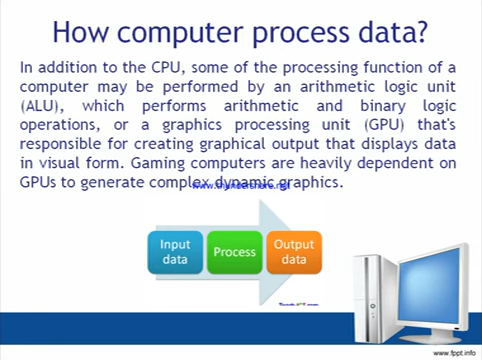 How computer process data?
In addition to the CPU, some of the processing function of a
computer may be performed by an arithmetic logic unit
(ALU), which performs arithmetic and binary logic
operations, or a graphics processing unit (GPU) that's
responsible for creating graphical output that displays data
in visual form. Gaming computers are heavily dependent on
GPUs to generate complex dynamic graphics.
www.thundershare.net
Input
data
Process
Output
data
www.fppt.info